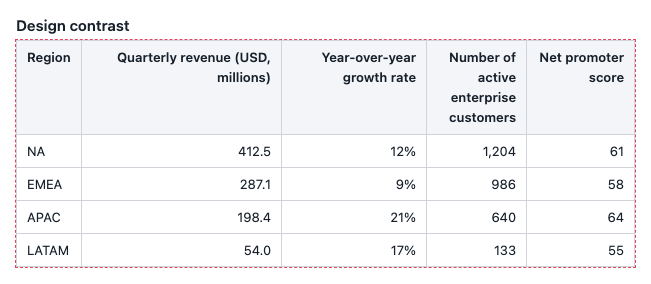 Design contrast
Region Quarterly revenue (USD, millions) Year-over-year growth rate Number of active enterprise customers Net promoter score
NA 412.5 12% 1,204 61
EMEA 287.1 9% 986 58
APAC 198.4 21% 640 64
LATAM 54.0 17% 133 55